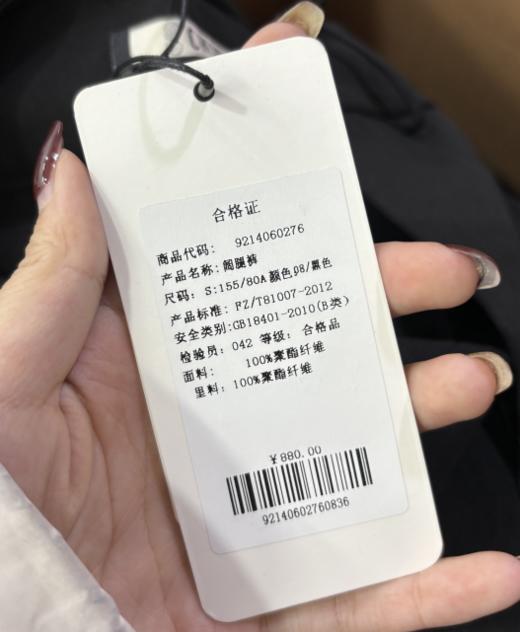 合格证
商品代码: 9214060276
产品名称:阔腿裤
尺码: S:155/80A 颜色08/黑色
产品标准: FZ/T81007-2012
安全类别:GB18401-2010(B类)
检验员: 042 等级: 合格品
面料: 100%聚酯纤维
里料: 100%聚酯纤维
¥880.00
92140602760836